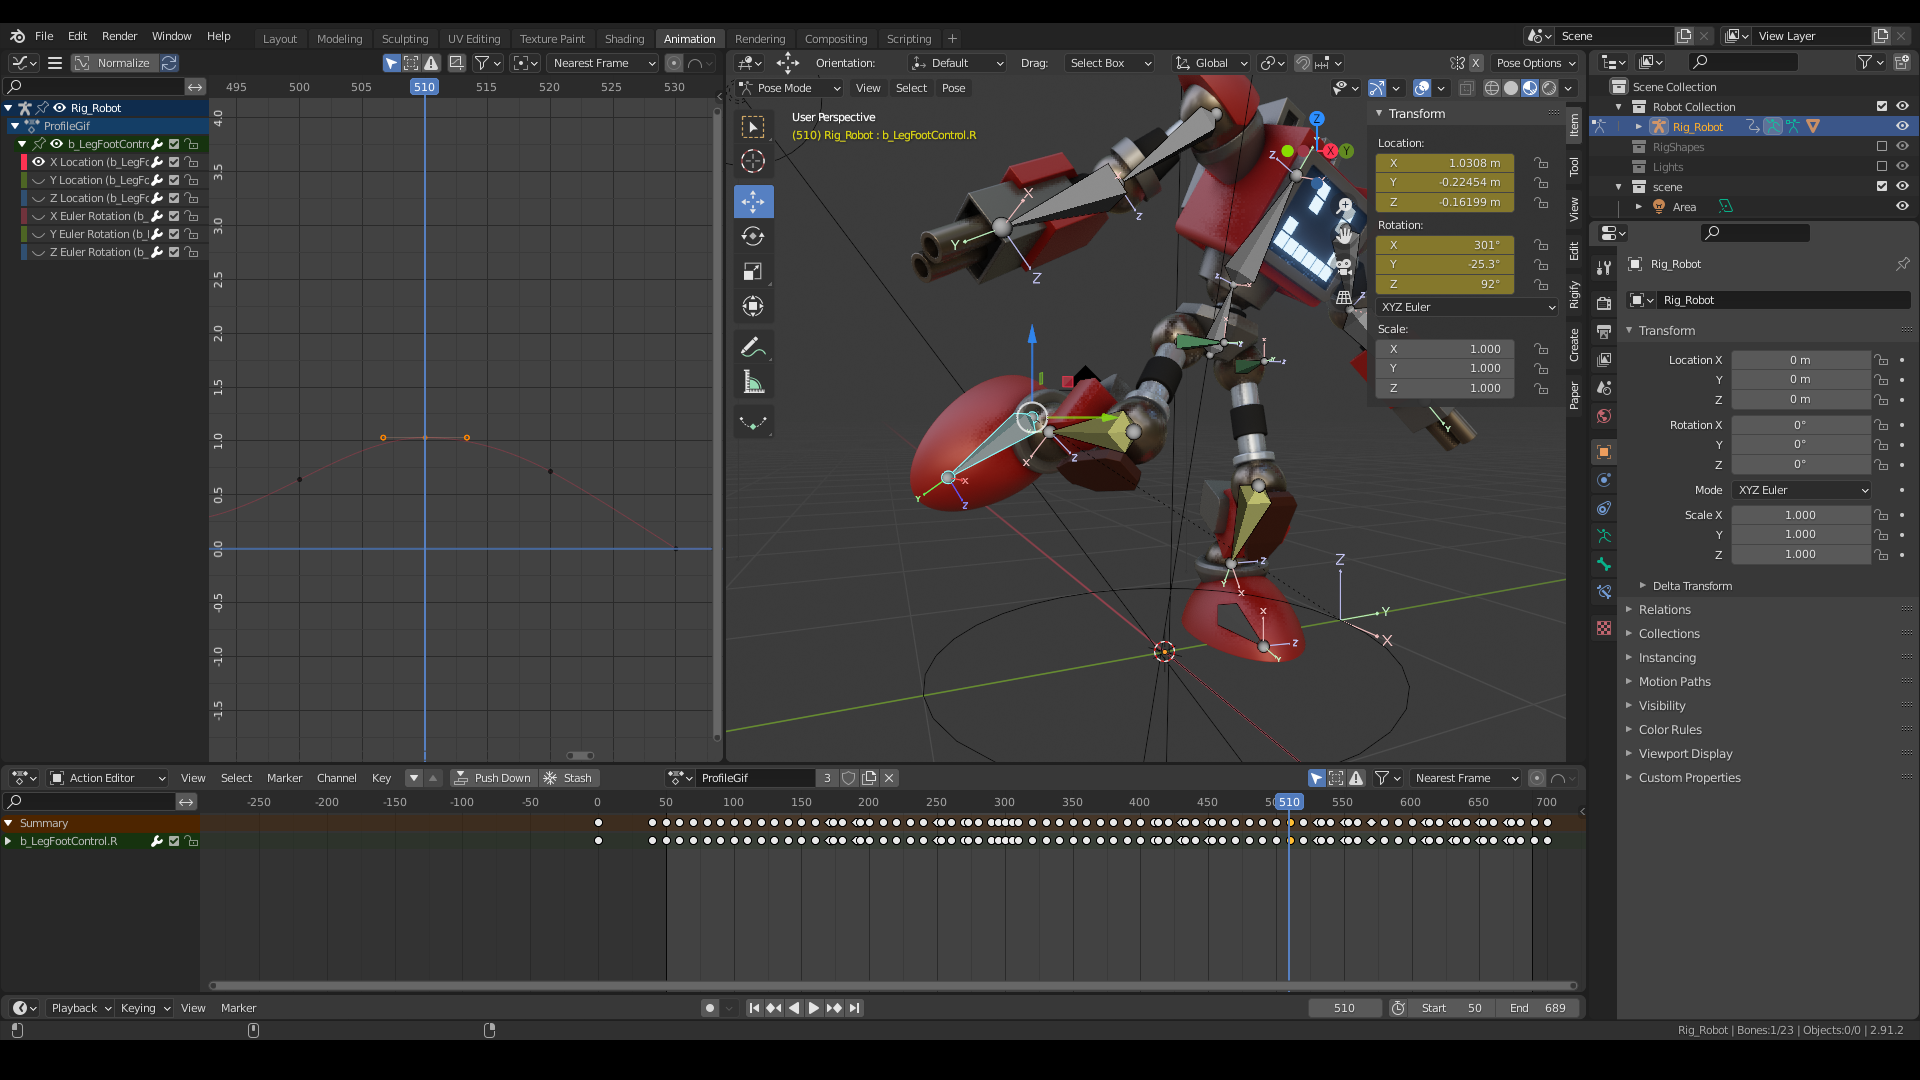 File Edit Render Window Help Layout Modeling Sculpting UV Editing Texture Paint Shading Animation Rendering Compositing Scripting + Scene View Layer
Normalize Nearest Frame Orientation: Default Drag: Select Box Global X Pose Options
495 500 505 510 515 520 525 530
Pose Mode View Select Pose
Scene Collection
Rig_Robot
ProfileGif
b_LegFootContr
X Location (b_LegFc
Y Location (b_LegFc
Z Location (b_LegFc
X Euler Rotation (b_
Y Euler Rotation (b_l
Z Euler Rotation (b_
4.0
3.5
3.0
2.5
2.0
1.5
1.0
0.5
0.0
-0.5
-1.0
-1.5
User Perspective
(510) Rig_Robot : b_LegFootControl.R
Transform
Location:
X 1.0308 m
Y -0.22454 m
Z -0.16199 m
Rotation:
X 301°
Y -25.3°
Z 92°
XYZ Euler
Scale:
X 1.000
Y 1.000
Z 1.000
Item
Tool
View
Edit
Rigify
Create
Paper
Robot Collection
Rig_Robot
RigShapes
Lights
scene
Area
Rig_Robot
Rig_Robot
Transform
Location X 0 m
Y 0 m
Z 0 m
Rotation X 0°
Y 0°
Z 0°
Mode XYZ Euler
Scale X 1.000
Y 1.000
Z 1.000
Delta Transform
Relations
Collections
Instancing
Motion Paths
Visibility
Color Rules
Viewport Display
Custom Properties
Action Editor View Select Marker Channel Key Push Down Stash ProfileGif 3 Nearest Frame
-250 -200 -150 -100 -50 0 50 100 150 200 250 300 350 400 450 510 550 600 650 700
Summary
b_LegFootControl.R
Playback Keying View Marker 510 Start 50 End 689
Rig_Robot | Bones:1/23 | Objects:0/0 | 2.91.2